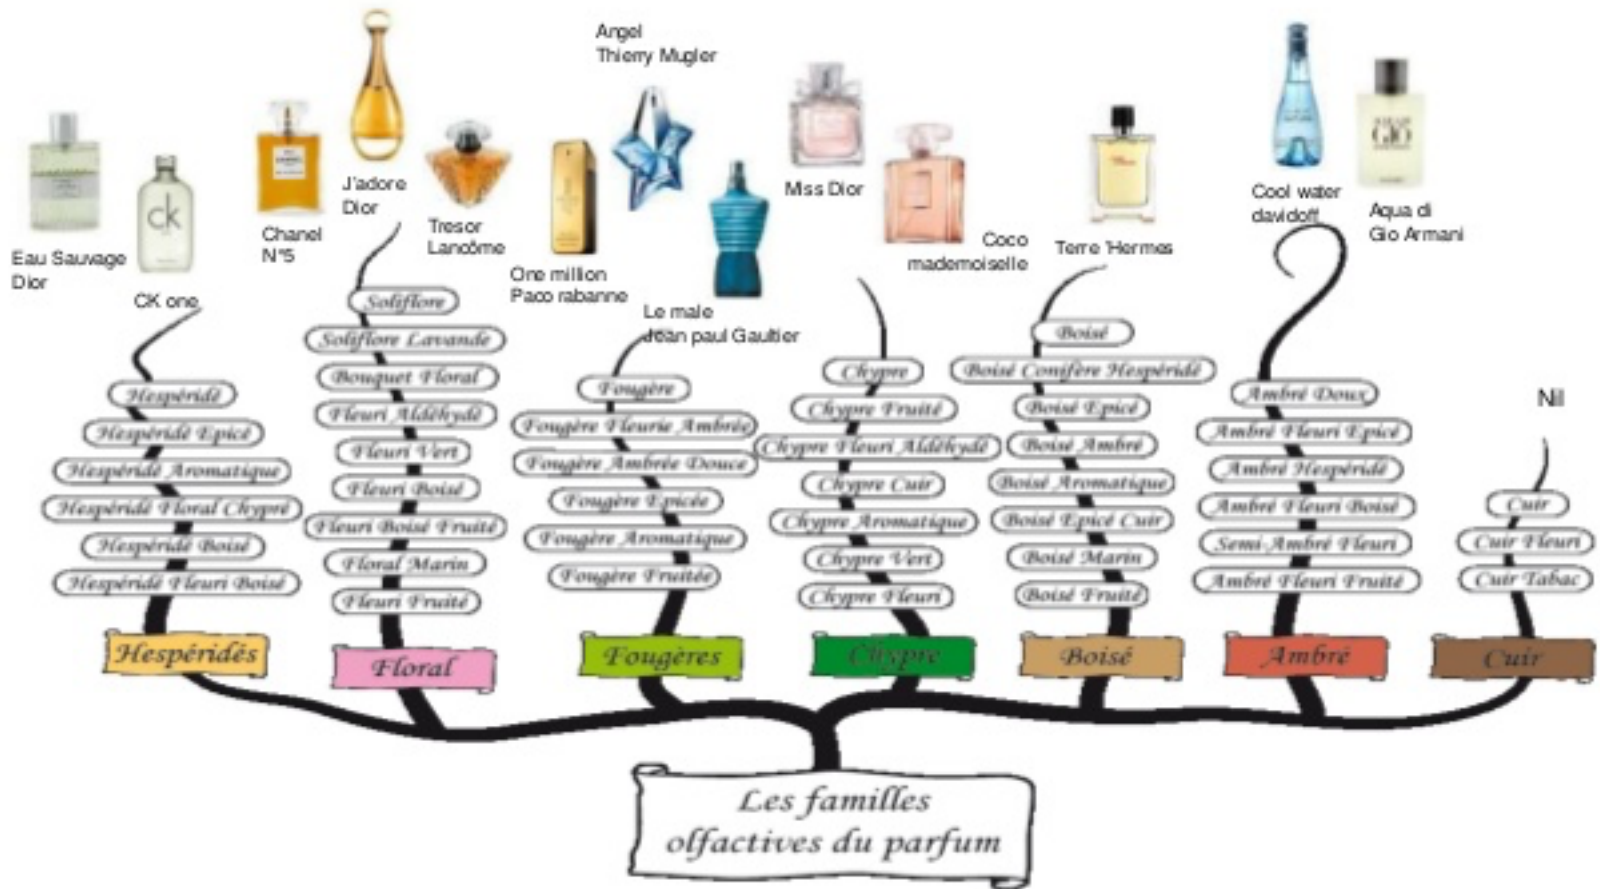 Angel
Thierry Mugler
J'adore
Dior
Eau Sauvage
Dior
ck
CK one
CHANEL
Chanel
N°5
Tresor
Lancôme
One million
Paco rabanne
Le male
Jean paul Gaultier
Miss Dior
Coco
mademoiselle
Terre 'Hermes
Cool water
davidoff
GIO
Aqua di
Gio Armani
Nil
Hespéridé
Hespéridé Epicé
Hespéridé Aromatique
Hespéridé Floral Chypré
Hespéridé Boisé
Hespéridé Fleuri Boisé
Hespéridés
Soliflore
Soliflore Lavande
Bouquet Floral
Fleuri Aldéhydé
Fleuri Vert
Fleuri Boisé
Fleuri Boisé Fruité
Floral Marin
Fleuri Fruité
Floral
Fougère
Fougère Fleurie Ambrée
Fougère Ambrée Douce
Fougère Epicée
Fougère Aromatique
Fougère Fruitée
Fougères
Chypre
Chypre Fruité
Chypre Fleuri Aldéhydé
Chypre Cuir
Chypre Aromatique
Chypre Vert
Chypre Fleuri
Chypre
Boisé
Boisé Conifère Hespéridé
Boisé Epicé
Boisé Ambré
Boisé Aromatique
Boisé Epicé Cuir
Boisé Marin
Boisé Fruité
Boisé
Ambré Doux
Ambré Fleuri Epicé
Ambré Hespéridé
Ambré Fleuri Boisé
Semi-Ambré Fleuri
Ambré Fleuri Fruité
Ambré
Cuir
Cuir Fleuri
Cuir Tabac
Cuir
Les familles
olfactives du parfum